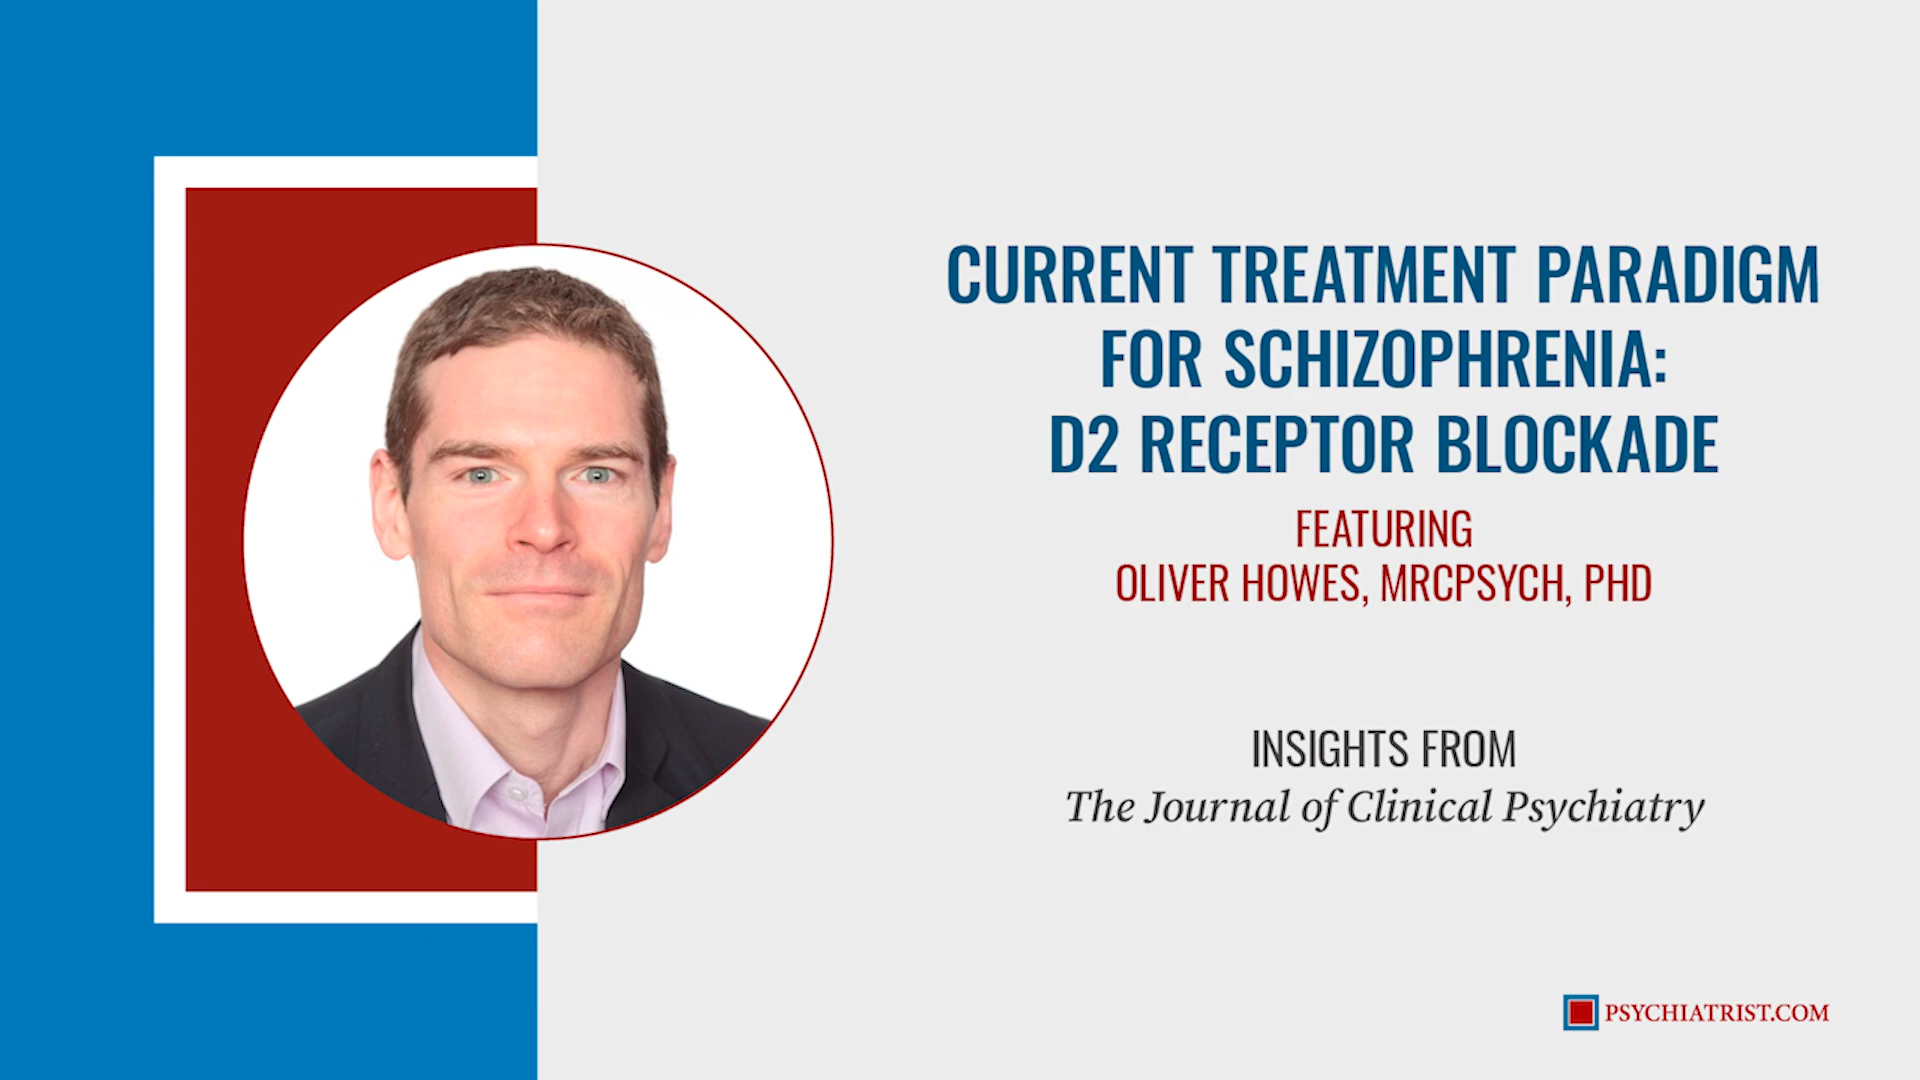 CURRENT TREATMENT PARADIGM
FOR SCHIZOPHRENIA:
D2 RECEPTOR BLOCKADE
FEATURING
OLIVER HOWES, MRCPSYCH, PHD
INSIGHTS FROM
The Journal of Clinical Psychiatry
PSYCHIATRIST.COM